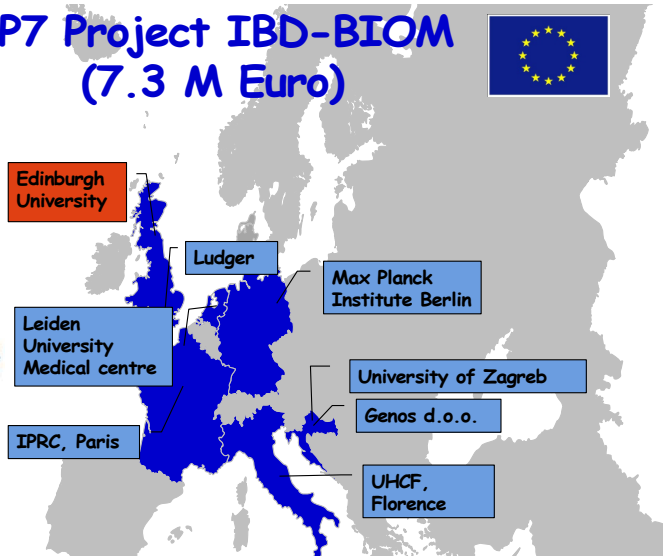 P7 Project IBD-BIOM
(7.3 M Euro)
Edinburgh
University
Ludger
Max Planck
Institute Berlin
Leiden
University
Medical centre
University of Zagreb
Genos d.o.o.
IPRC, Paris
UHCF,
Florence